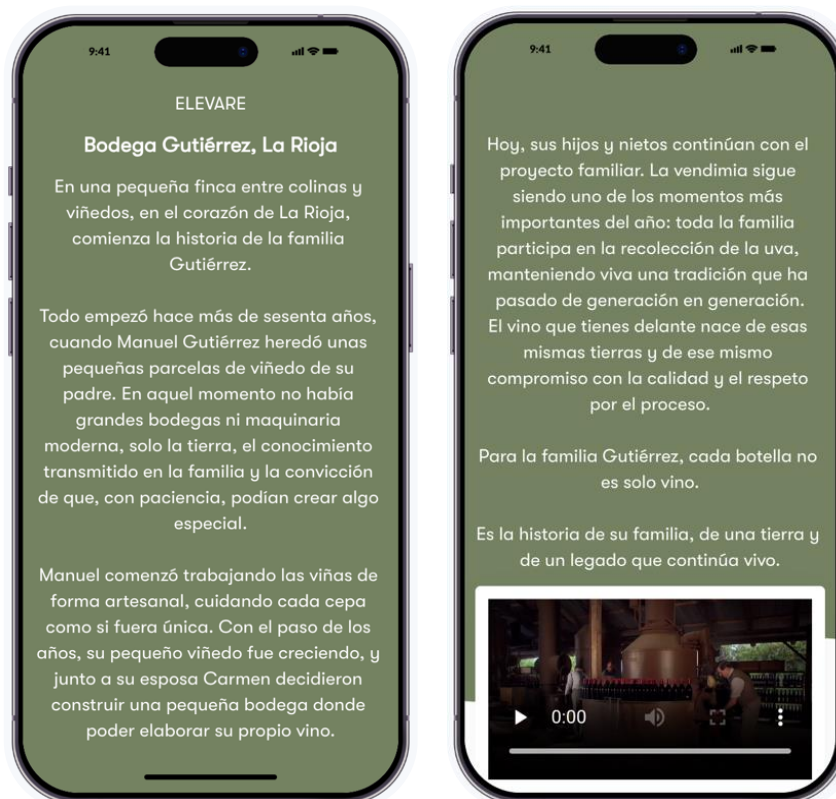 9:41
ELEVARE
Bodega Gutiérrez, La Rioja
En una pequeña finca entre colinas y
viñedos, en el corazón de La Rioja,
comienza la historia de la familia
Gutiérrez.
Todo empezó hace más de sesenta años,
cuando Manuel Gutiérrez heredó unas
pequeñas parcelas de viñedo de su
padre. En aquel momento no había
grandes bodegas ni maquinaria
moderna, solo la tierra, el conocimiento
transmitido en la familia y la convicción
de que, con paciencia, podían crear algo
especial.
Manuel comenzó trabajando las viñas de
forma artesanal, cuidando cada cepa
como si fuera única. Con el paso de los
años, su pequeño viñedo fue creciendo, y
junto a su esposa Carmen decidieron
construir una pequeña bodega donde
poder elaborar su propio vino.
9:41
Hoy, sus hijos y nietos continúan con el
proyecto familiar. La vendimia sigue
siendo uno de los momentos más
importantes del año: toda la familia
participa en la recolección de la uva,
manteniendo viva una tradición que ha
pasado de generación en generación.
El vino que tienes delante nace de esas
mismas tierras y de ese mismo
compromiso con la calidad y el respeto
por el proceso.
Para la familia Gutiérrez, cada botella no
es solo vino.
Es la historia de su familia, de una tierra y
de un legado que continúa vivo.
0:00